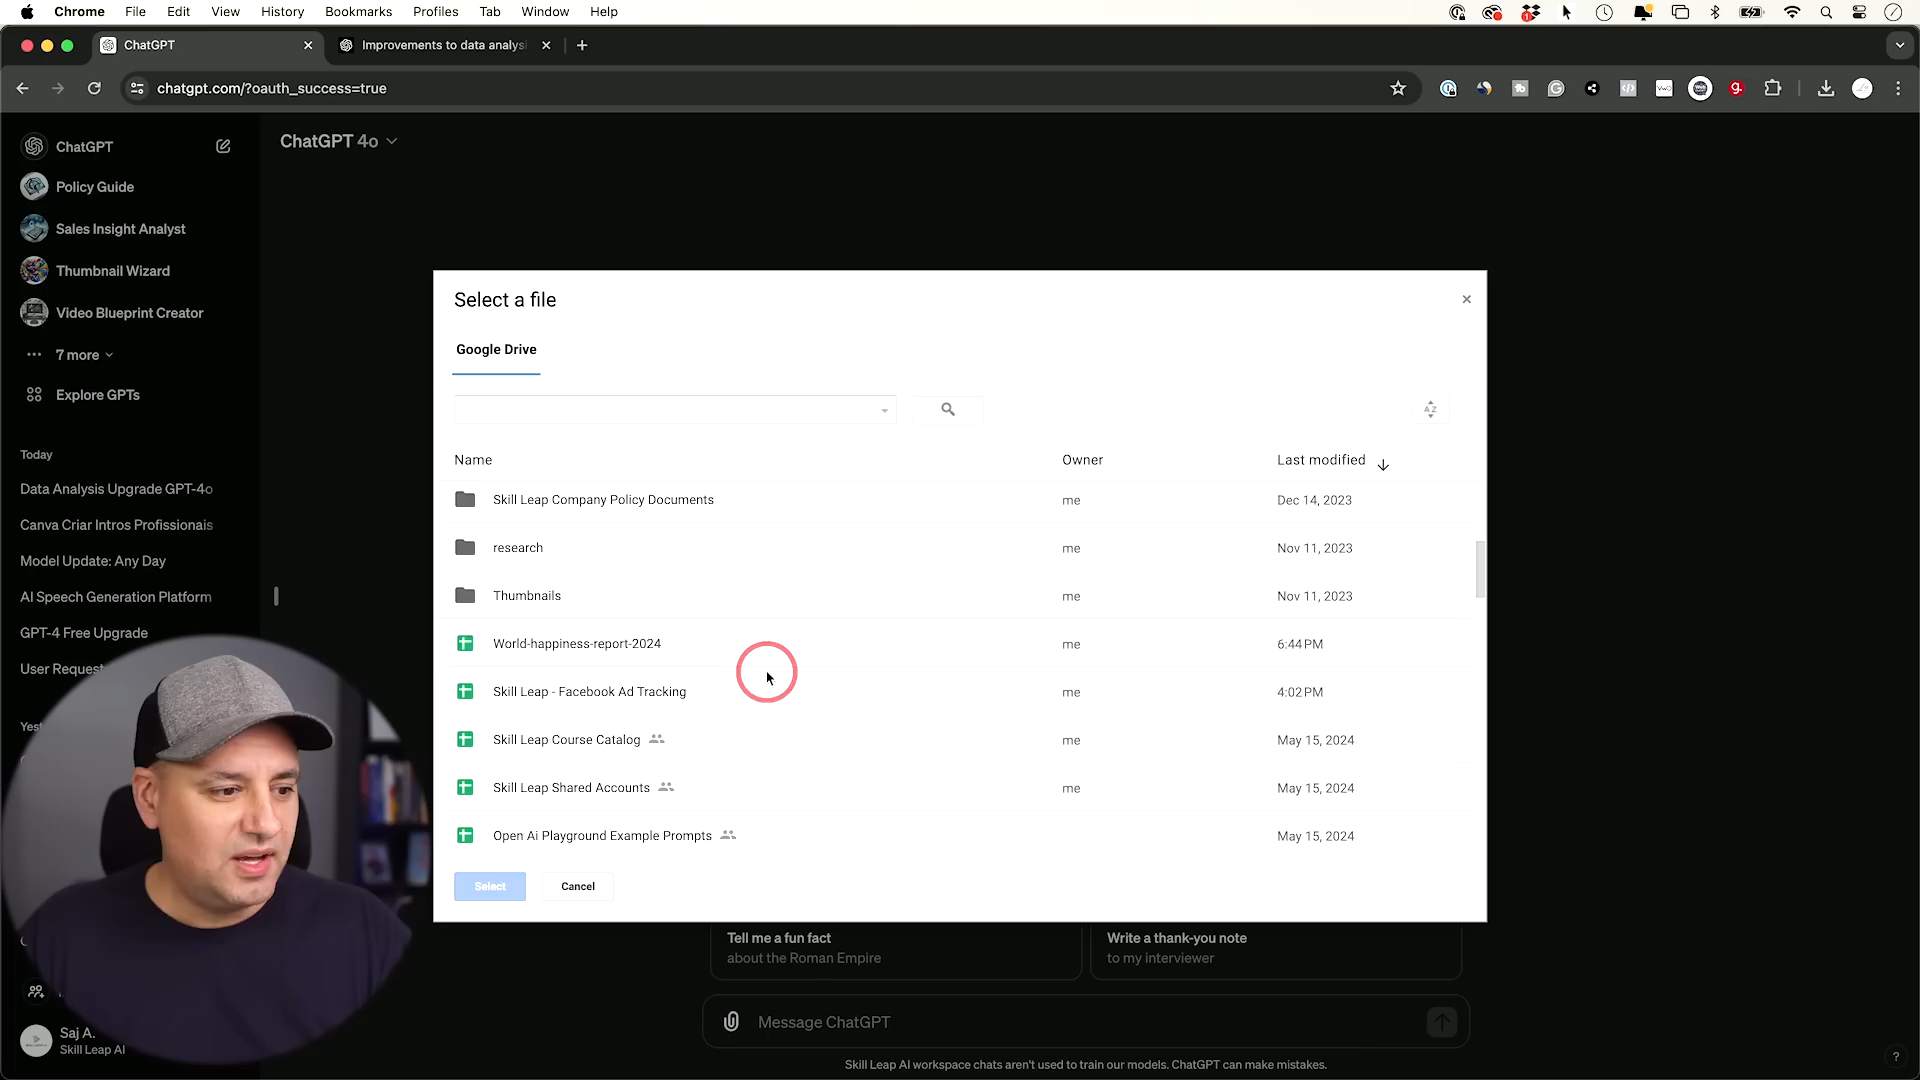 Chrome File Edit View History Bookmarks Profiles Tab Window Help
ChatGPT
Improvements to data analysi
chatgpt.com/?oauth_success=true
ChatGPT
ChatGPT 4o
Policy Guide
Sales Insight Analyst
Thumbnail Wizard
Video Blueprint Creator
7 more
Explore GPTs
Today
Data Analysis Upgrade GPT-4o
Canva Criar Intros Profissionais
Model Update: Any Day
AI Speech Generation Platform
GPT-4 Free Upgrade
User Request
Yest
Saj A.
Skill Leap AI
Select a file
Google Drive
Name Owner Last modified
Skill Leap Company Policy Documents me Dec 14, 2023
research me Nov 11, 2023
Thumbnails me Nov 11, 2023
World-happiness-report-2024 me 6:44 PM
Skill Leap - Facebook Ad Tracking me 4:02 PM
Skill Leap Course Catalog me May 15, 2024
Skill Leap Shared Accounts me May 15, 2024
Open Ai Playground Example Prompts May 15, 2024
Select Cancel
Tell me a fun fact
about the Roman Empire
Write a thank-you note
to my interviewer
Message ChatGPT
Skill Leap AI workspace chats aren't used to train our models. ChatGPT can make mistakes.
?